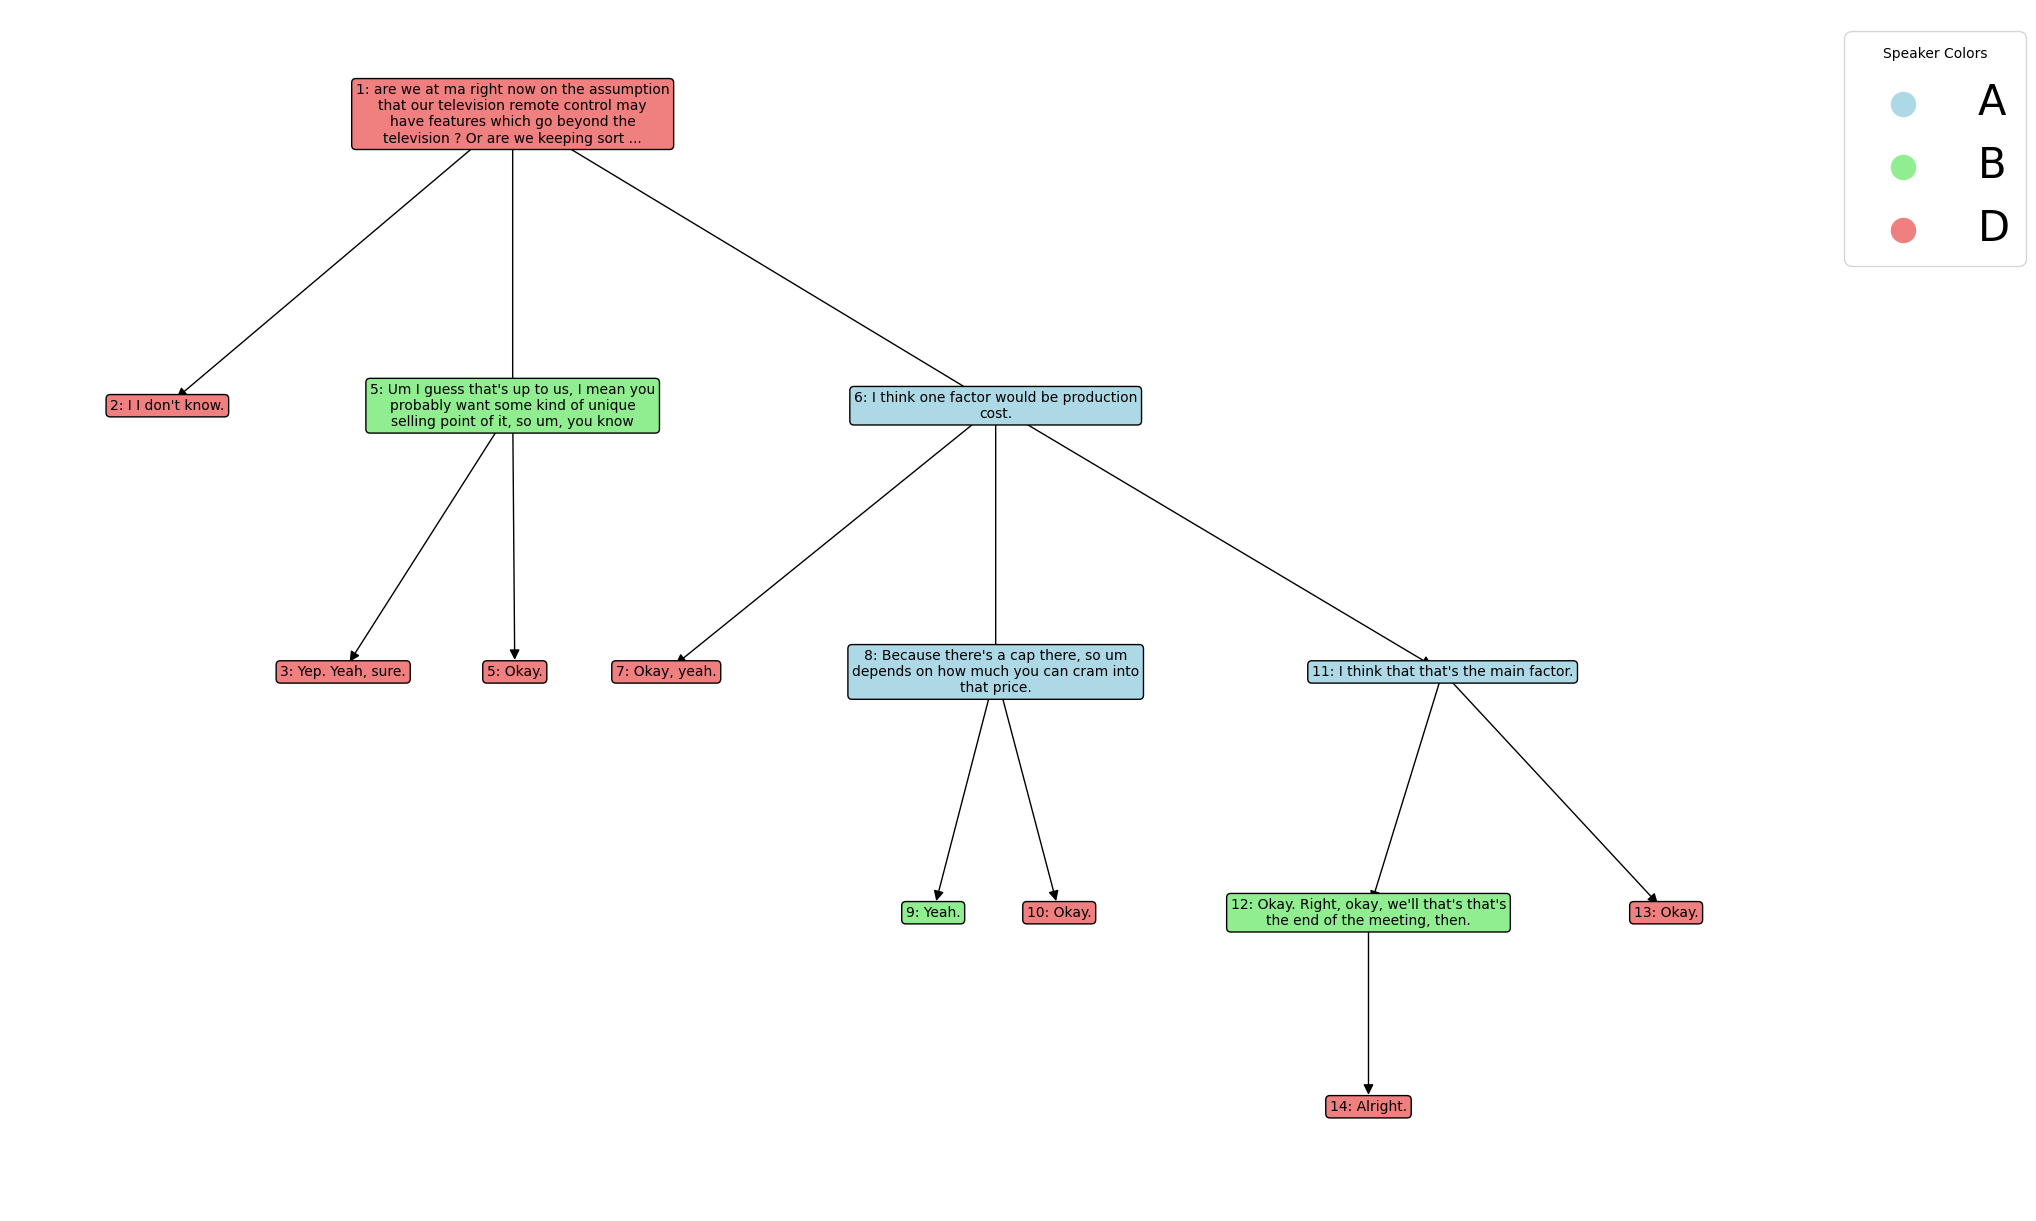 1: are we at ma right now on the assumption
that our television remote control may
have features which go beyond the
television ? Or are we keeping sort ...
Speaker Colors
A
B
D
2: I I don't know.
5: Um I guess that's up to us, I mean you
probably want some kind of unique
selling point of it, so um, you know
6: I think one factor would be production
cost.
3: Yep. Yeah, sure.
5: Okay.
7: Okay, yeah.
8: Because there's a cap there, so um
depends on how much you can cram into
that price.
11: I think that that's the main factor.
9: Yeah.
10: Okay.
12: Okay. Right, okay, we'll that's that's
the end of the meeting, then.
13: Okay.
14: Alright.